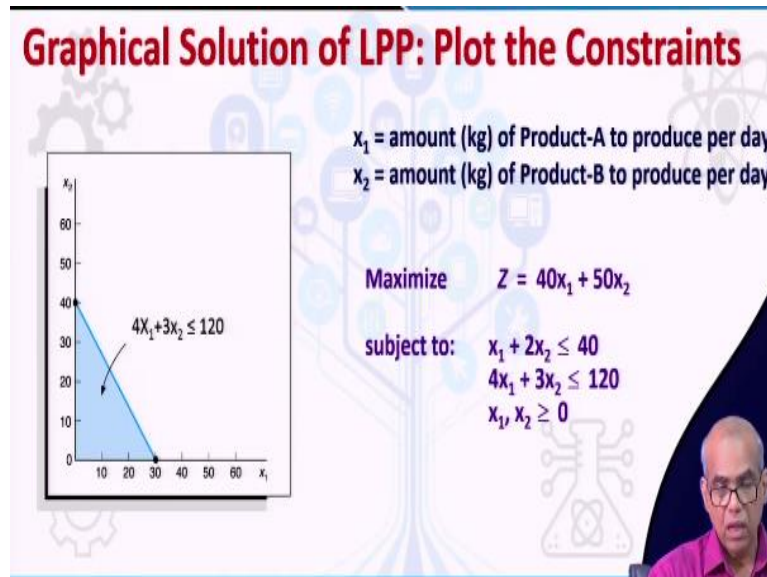 Graphical Solution of LPP: Plot the Constraints
x₁ = amount (kg) of Product-A to produce per day
x₂ = amount (kg) of Product-B to produce per day
Maximize Z = 40x₁ + 50x₂
subject to: x₁ + 2x₂ ≤ 40
4x₁ + 3x₂ ≤ 120
x₁, x₂ ≥ 0
x₂
60
50
40
30
20
10
0
4X₁+3x₂ ≤ 120
10 20 30 40 50 60 x₁